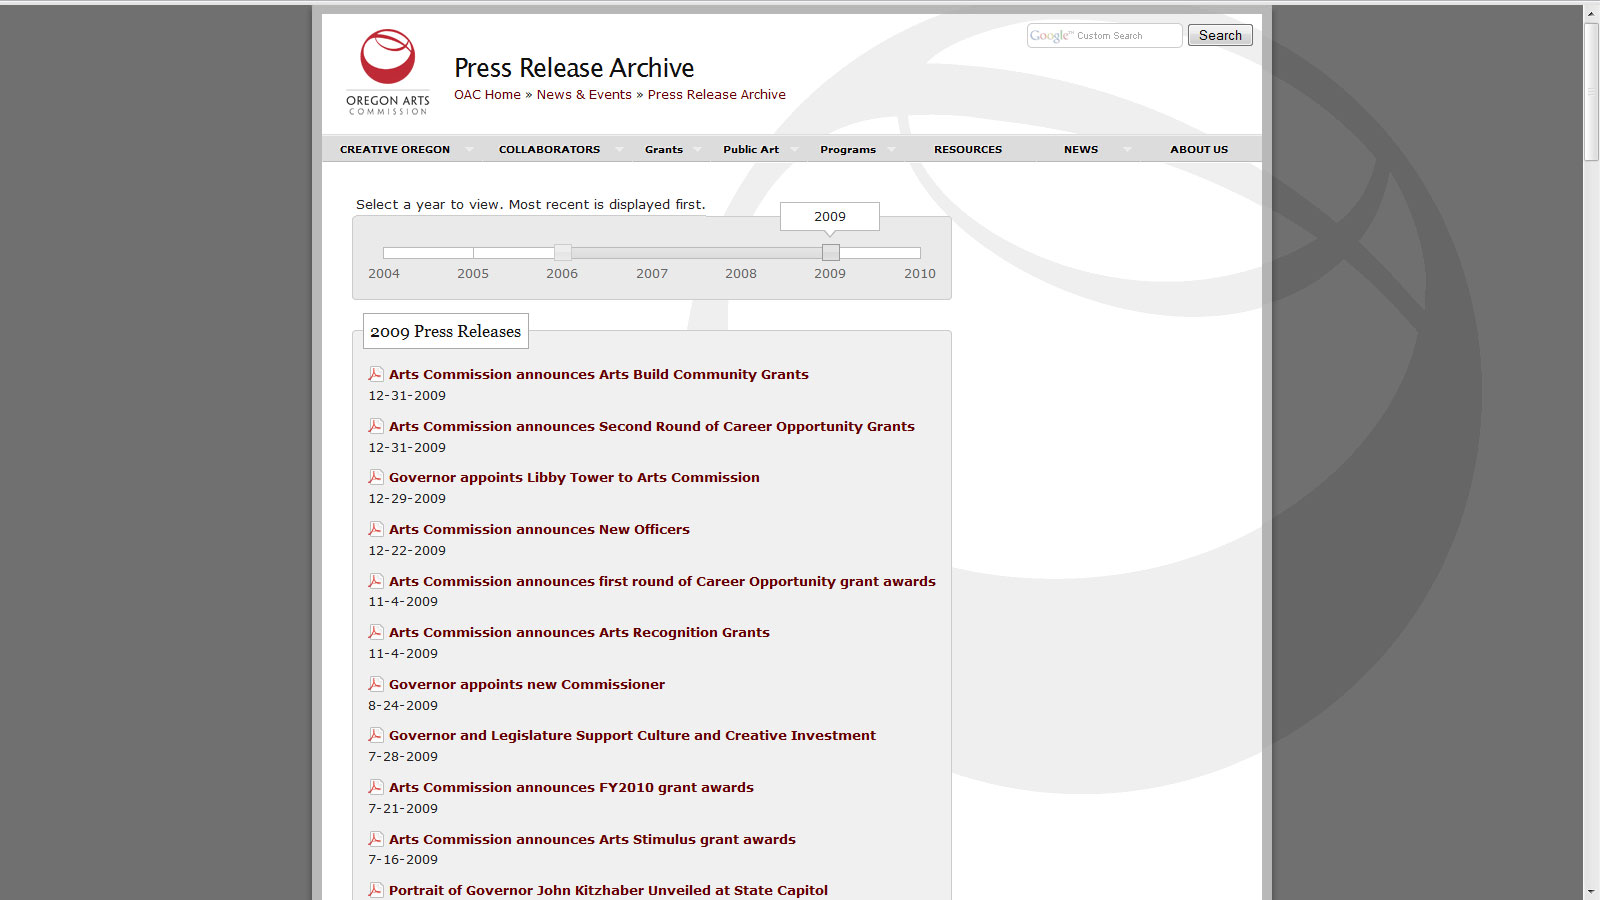 OREGON ARTS
COMMISSION
Press Release Archive
OAC Home » News & Events » Press Release Archive
Google™ Custom Search
Search
CREATIVE OREGON
COLLABORATORS
Grants
Public Art
Programs
RESOURCES
NEWS
ABOUT US
Select a year to view. Most recent is displayed first.
2009
2004 2005 2006 2007 2008 2009 2010
2009 Press Releases
Arts Commission announces Arts Build Community Grants
12-31-2009
Arts Commission announces Second Round of Career Opportunity Grants
12-31-2009
Governor appoints Libby Tower to Arts Commission
12-29-2009
Arts Commission announces New Officers
12-22-2009
Arts Commission announces first round of Career Opportunity grant awards
11-4-2009
Arts Commission announces Arts Recognition Grants
11-4-2009
Governor appoints new Commissioner
8-24-2009
Governor and Legislature Support Culture and Creative Investment
7-28-2009
Arts Commission announces FY2010 grant awards
7-21-2009
Arts Commission announces Arts Stimulus grant awards
7-16-2009
Portrait of Governor John Kitzhaber Unveiled at State Capitol